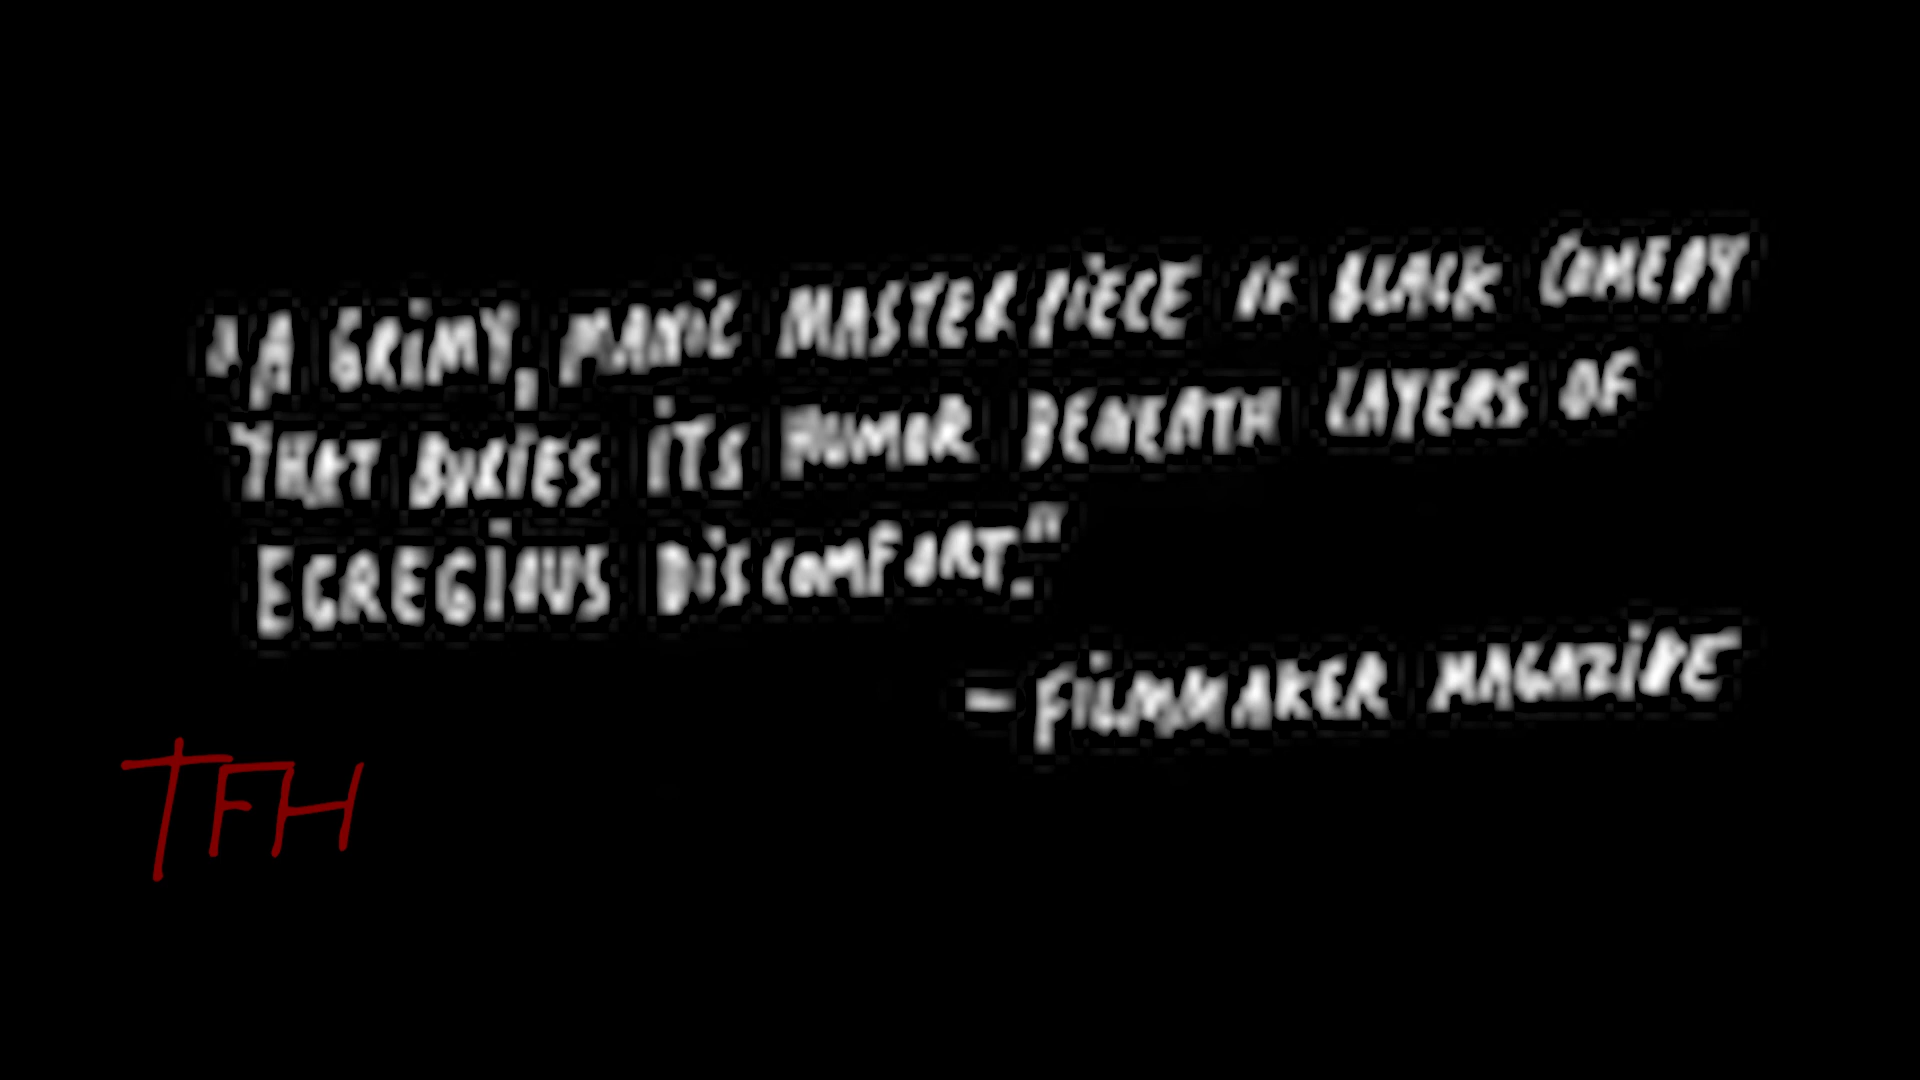 "A GRiMY, MANiC MASTERPiECE OF BLACK COMEDY
THAT BURiES iTS HUMOR BENEATH LAYERS OF
EGREGiOUS DiSCOMFORT."
- FiLMMAKER MAGAZiNE
TFH